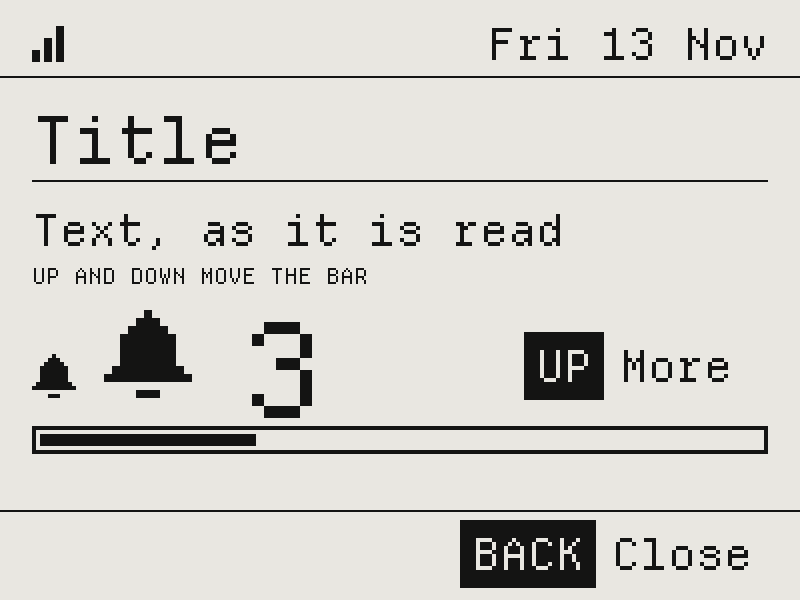 Fri 13 Nov
Title
Text, as it is read
UP AND DOWN MOVE THE BAR
3
UP More
BACK Close